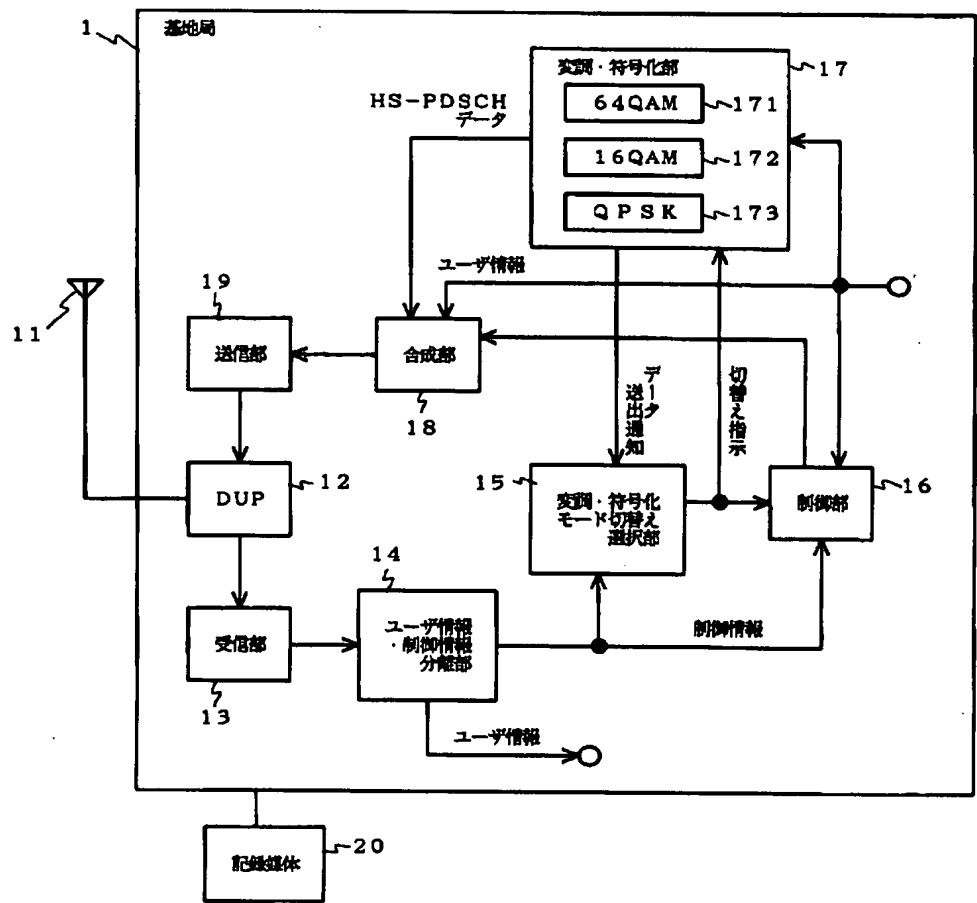 1
基地局
変調・符号化部
17
64QAM
171
16QAM
172
QPSK
173
HS-PDSCH
データ
ユーザ情報
11
19
送信部
合成部
18
データ
送出通知
切替え指示
DUP
12
15
変調・符号化
モード切替え
選択部
制御部
16
14
ユーザ情報
・制御情報
分離部
制御情報
受信部
13
ユーザ情報
記録媒体
20